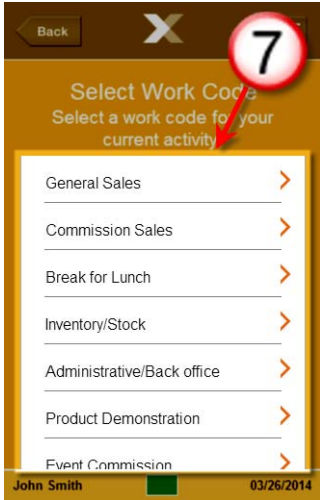 Back
7
Select Work Code
Select a work code for your
current activity
General Sales
Commission Sales
Break for Lunch
Inventory/Stock
Administrative/Back office
Product Demonstration
Event Commission
John Smith
03/26/2014